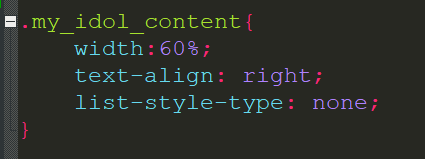 .my_idol_content{
width:60%;
text-align: right;
list-style-type: none;
}